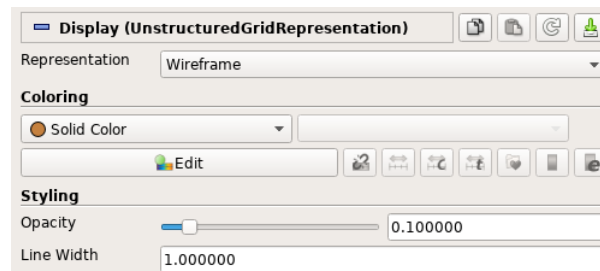 Display (UnstructuredGridRepresentation)
Representation Wireframe
Coloring
Solid Color
Edit
Styling
Opacity 0.100000
Line Width 1.000000